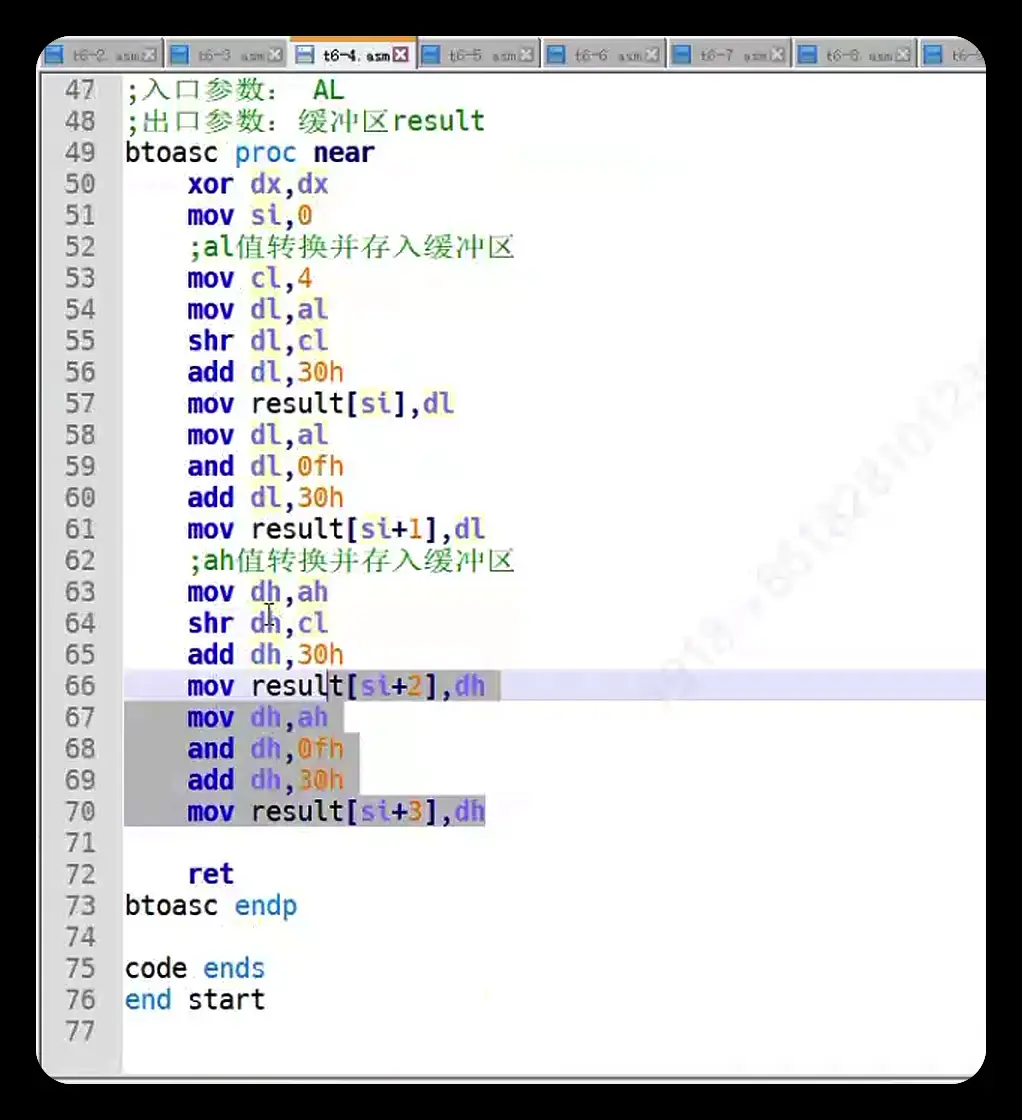 t6-2. asm t6-3 asm t6-4. asm t6-5 asm t6-6 asm t6-7 asm t6-8. asm
47 ;入口参数： AL
48 ;出口参数：缓冲区result
49 btoasc proc near
50 xor dx,dx
51 mov si,0
52 ;al值转换并存入缓冲区
53 mov cl,4
54 mov dl,al
55 shr dl,cl
56 add dl,30h
57 mov result[si],dl
58 mov dl,al
59 and dl,0fh
60 add dl,30h
61 mov result[si+1],dl
62 ;ah值转换并存入缓冲区
63 mov dh,ah
64 shr dh,cl
65 add dh,30h
66 mov result[si+2],dh
67 mov dh,ah
68 and dh,0fh
69 add dh,30h
70 mov result[si+3],dh
71
72 ret
73 btoasc endp
74
75 code ends
76 end start
77